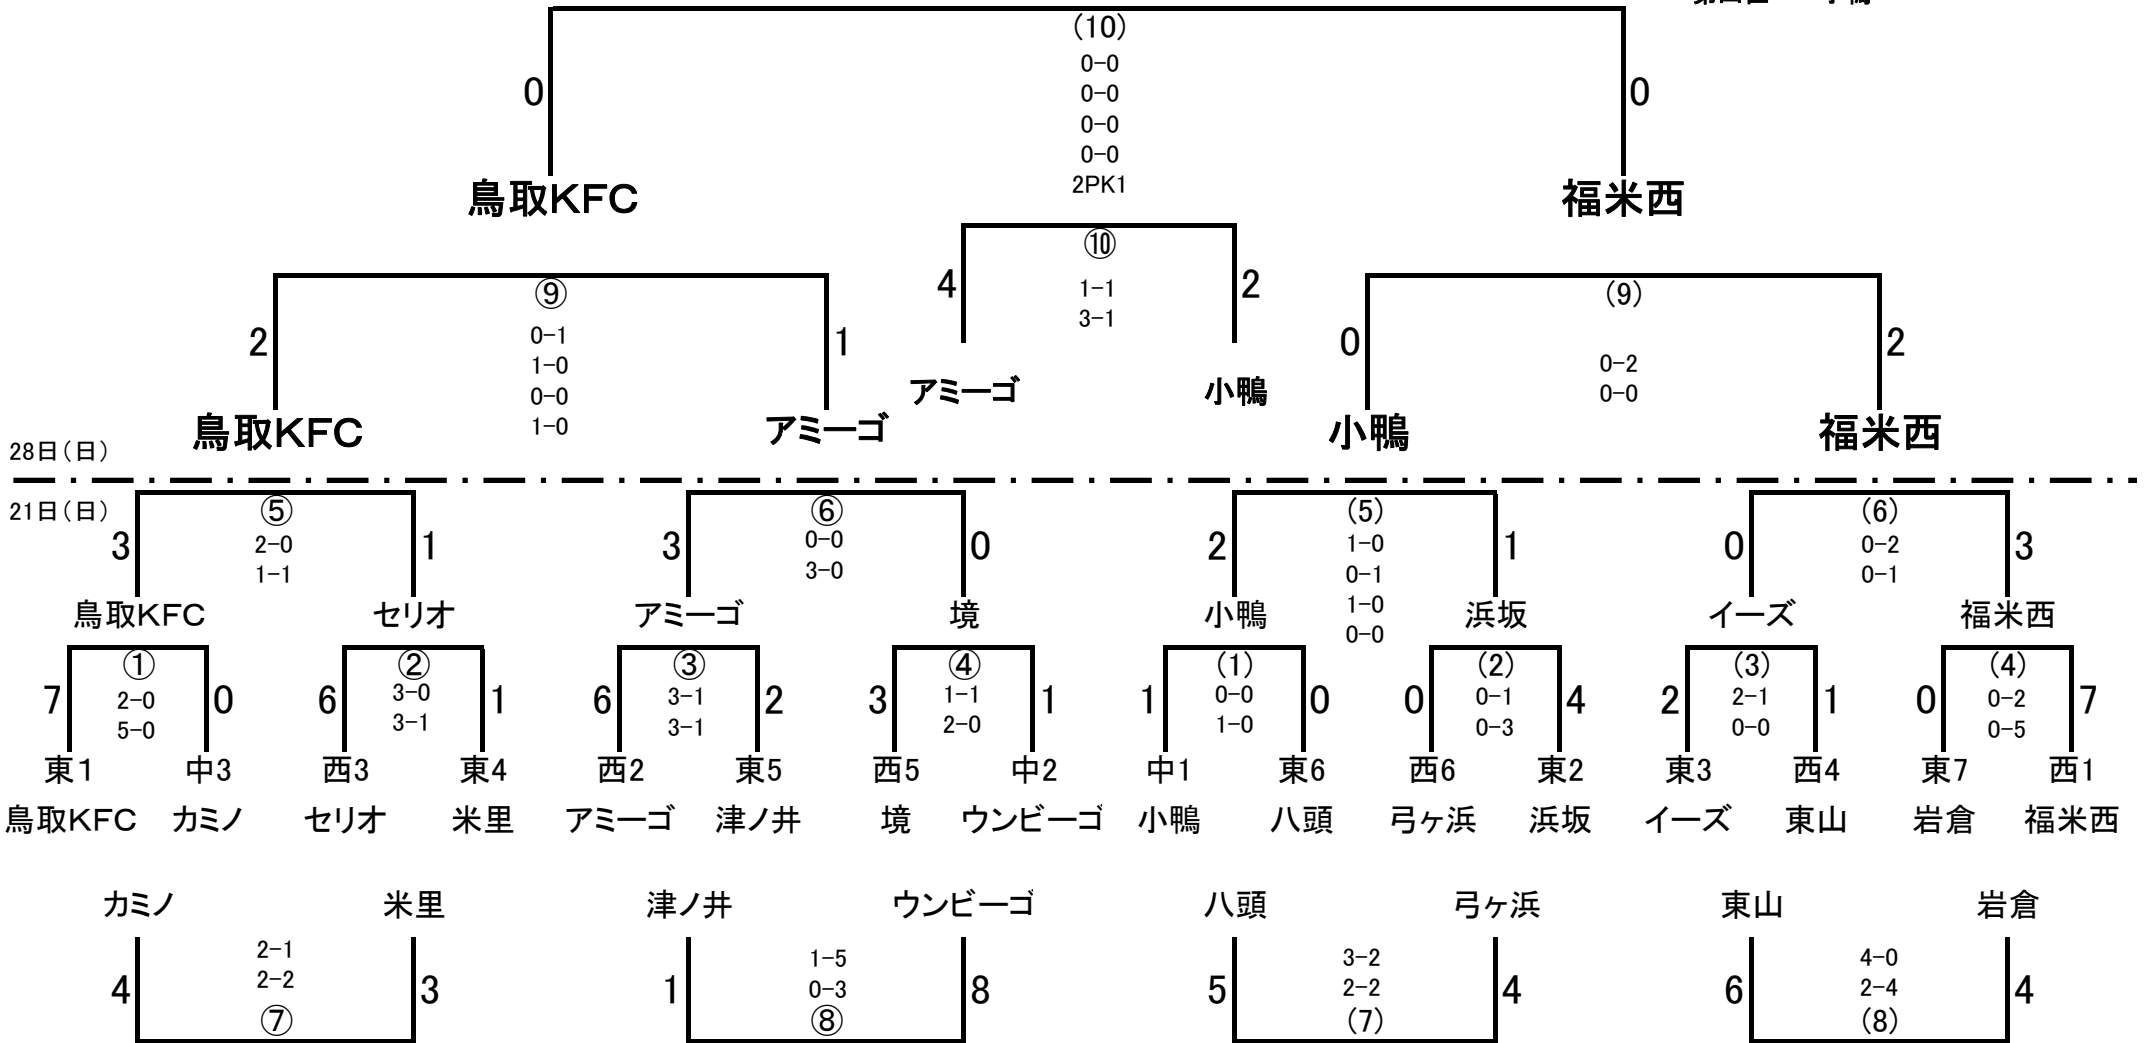 (10)
0-0
0 0-0 0
0-0
0-0
2PK1
鳥取KFC 福米西
⑩
4 1-1 2
3-1
アミーゴ 小鴨
⑨ (9)
0-1
2 1-0 1 0 0-2 2
0-0 0-0
1-0
鳥取KFC アミーゴ 小鴨 福米西
28日(日)
21日(日)
⑤ ⑥ (5) (6)
3 2-0 1 3 0-0 0 2 1-0 1 0 0-2 3
1-1 3-0 0-1 0-1
1-0
0-0
鳥取KFC セリオ アミーゴ 境 小鴨 浜坂 イーズ 福米西
① ② ③ ④ (1) (2) (3) (4)
7 2-0 0 6 3-0 1 6 3-1 2 3 1-1 1 1 0-0 0 0 0-1 4 2 2-1 1 0 0-2 7
5-0 3-1 3-1 2-0 1-0 0-3 0-0 0-5
東1 中3 西3 東4 西2 東5 西5 中2 中1 東6 西6 東2 東3 西4 東7 西1
鳥取KFC カミノ セリオ 米里 アミーゴ 津ノ井 境 ウンビーゴ 小鴨 八頭 弓ヶ浜 浜坂 イーズ 東山 岩倉 福米西
カミノ 米里 津ノ井 ウンビーゴ 八頭 弓ヶ浜 東山 岩倉
2-1 1-5 3-2 4-0
4 2-2 3 1 0-3 8 5 2-2 4 6 2-4 4
⑦ ⑧ (7) (8)